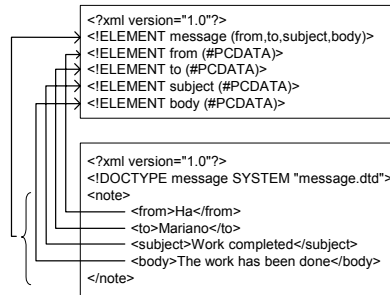 <?xml version="1.0"?>
<!ELEMENT message (from,to,subject,body)>
<!ELEMENT from (#PCDATA)>
<!ELEMENT to (#PCDATA)>
<!ELEMENT subject (#PCDATA)>
<!ELEMENT body (#PCDATA)>
<?xml version="1.0"?>
<!DOCTYPE message SYSTEM "message.dtd">
<note>
<from>Ha</from>
<to>Mariano</to>
<subject>Work completed</subject>
<body>The work has been done</body>
</note>